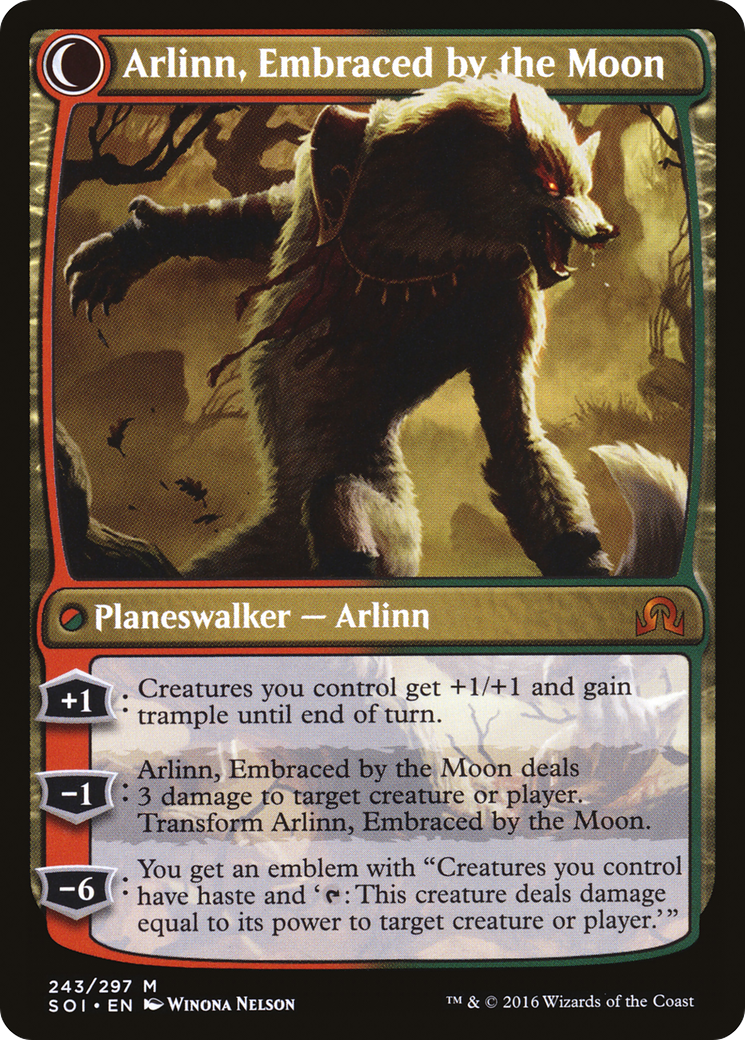 Arlinn, Embraced by the Moon
Planeswalker — Arlinn
+1: Creatures you control get +1/+1 and gain
trample until end of turn.
−1: Arlinn, Embraced by the Moon deals
3 damage to target creature or player.
Transform Arlinn, Embraced by the Moon.
−6: You get an emblem with “Creatures you control
have haste and ‘: This creature deals damage
equal to its power to target creature or player.’”
243/297 M
SOI • EN Winona Nelson
™ & © 2016 Wizards of the Coast